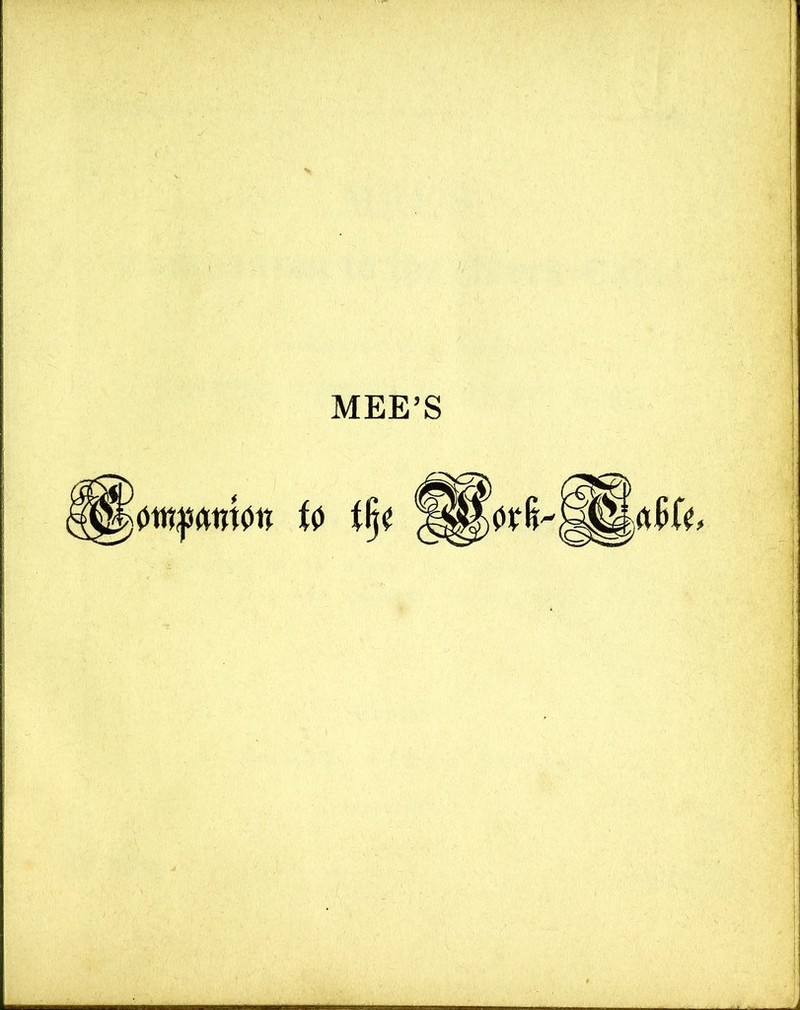 MEE'S
Companion to the Work-Table.